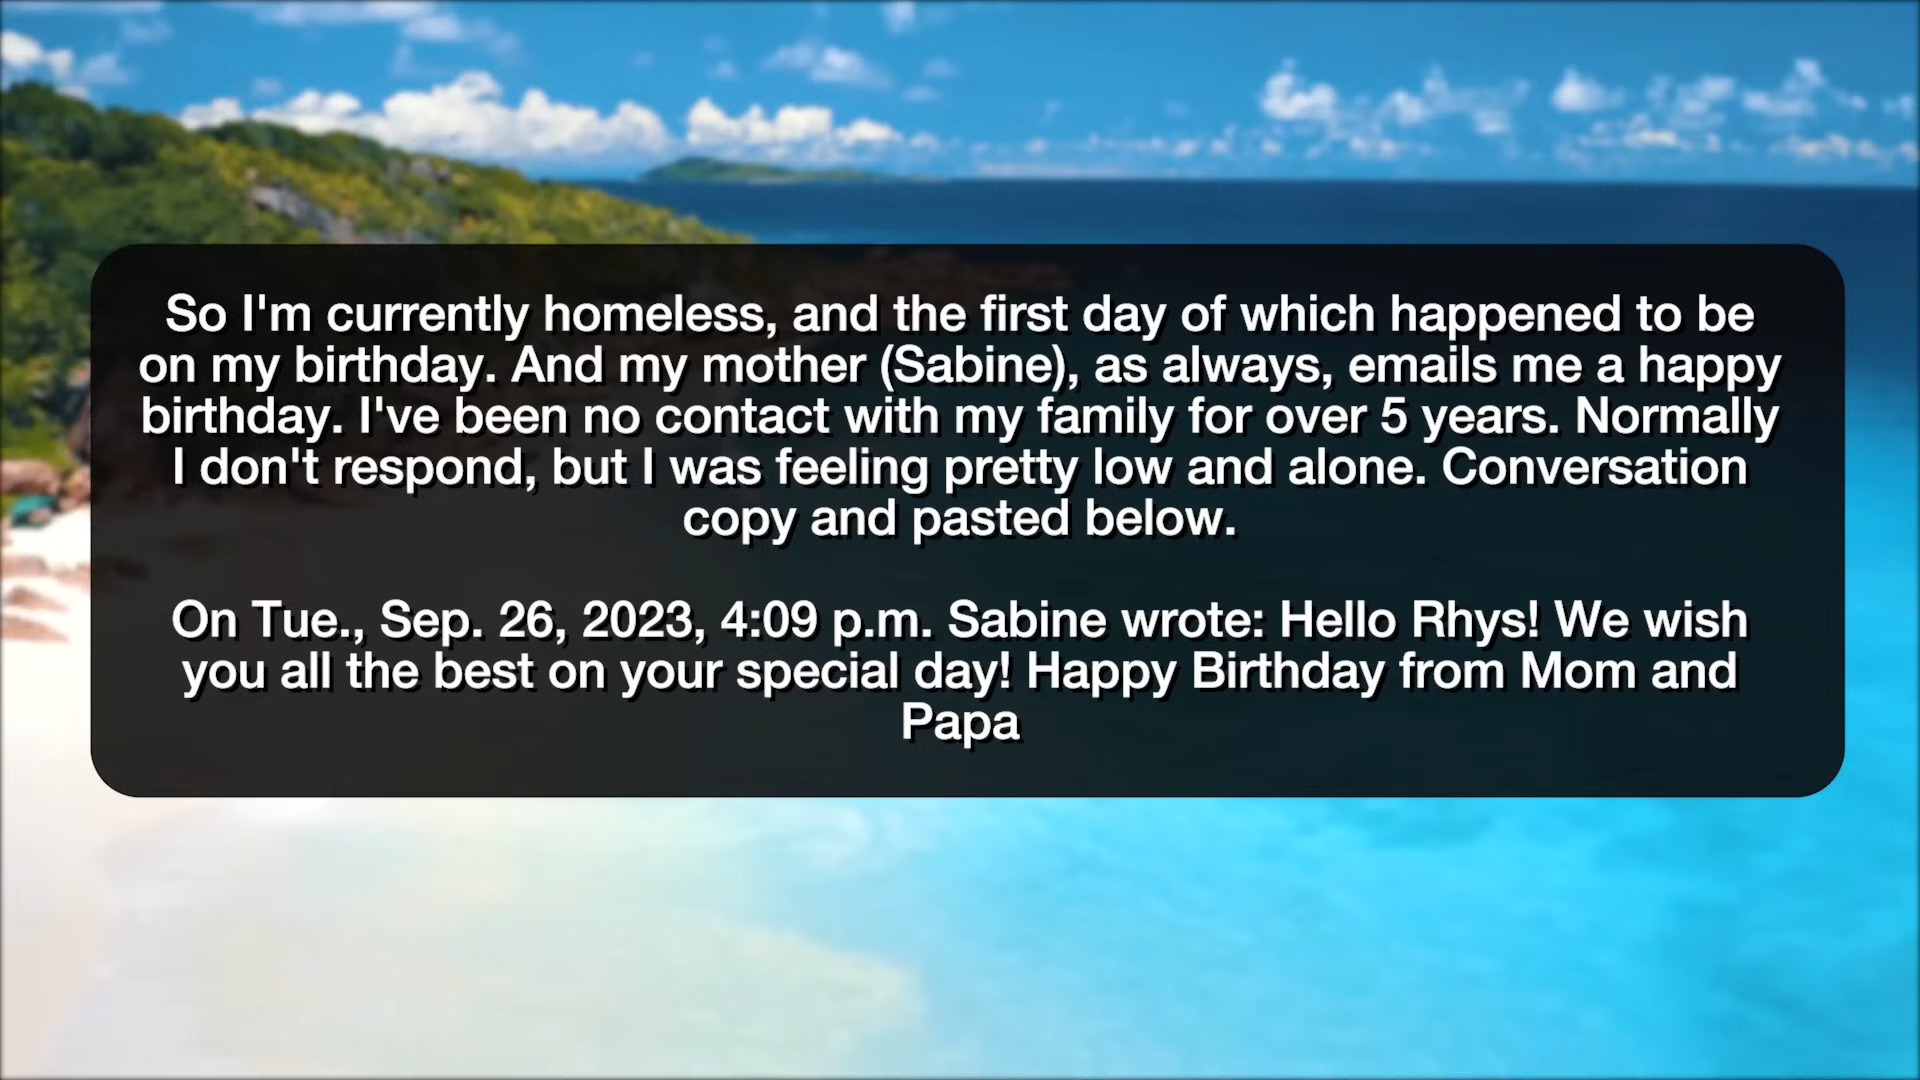 So I'm currently homeless, and the first day of which happened to be
on my birthday. And my mother (Sabine), as always, emails me a happy
birthday. I've been no contact with my family for over 5 years. Normally
I don't respond, but I was feeling pretty low and alone. Conversation
copy and pasted below.
On Tue., Sep. 26, 2023, 4:09 p.m. Sabine wrote: Hello Rhys! We wish
you all the best on your special day! Happy Birthday from Mom and
Papa